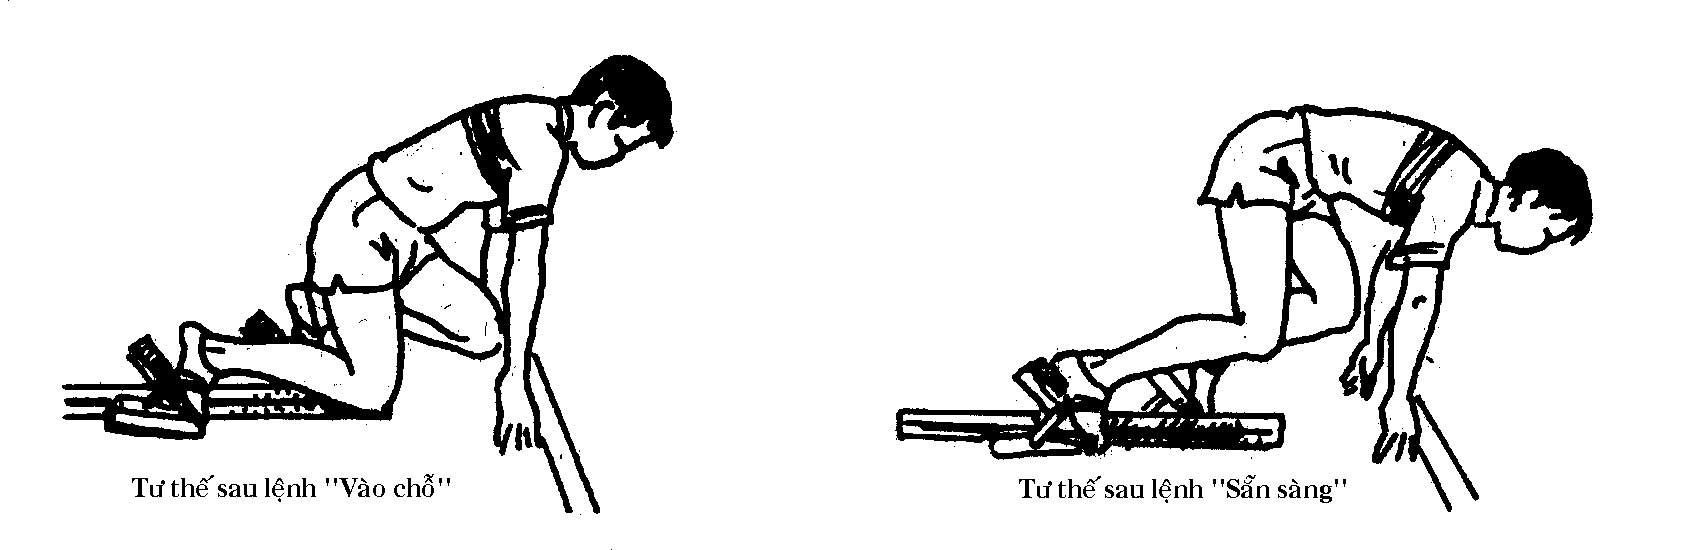 Tư thế sau lệnh "Vào chỗ"
Tư thế sau lệnh "Sẵn sàng"